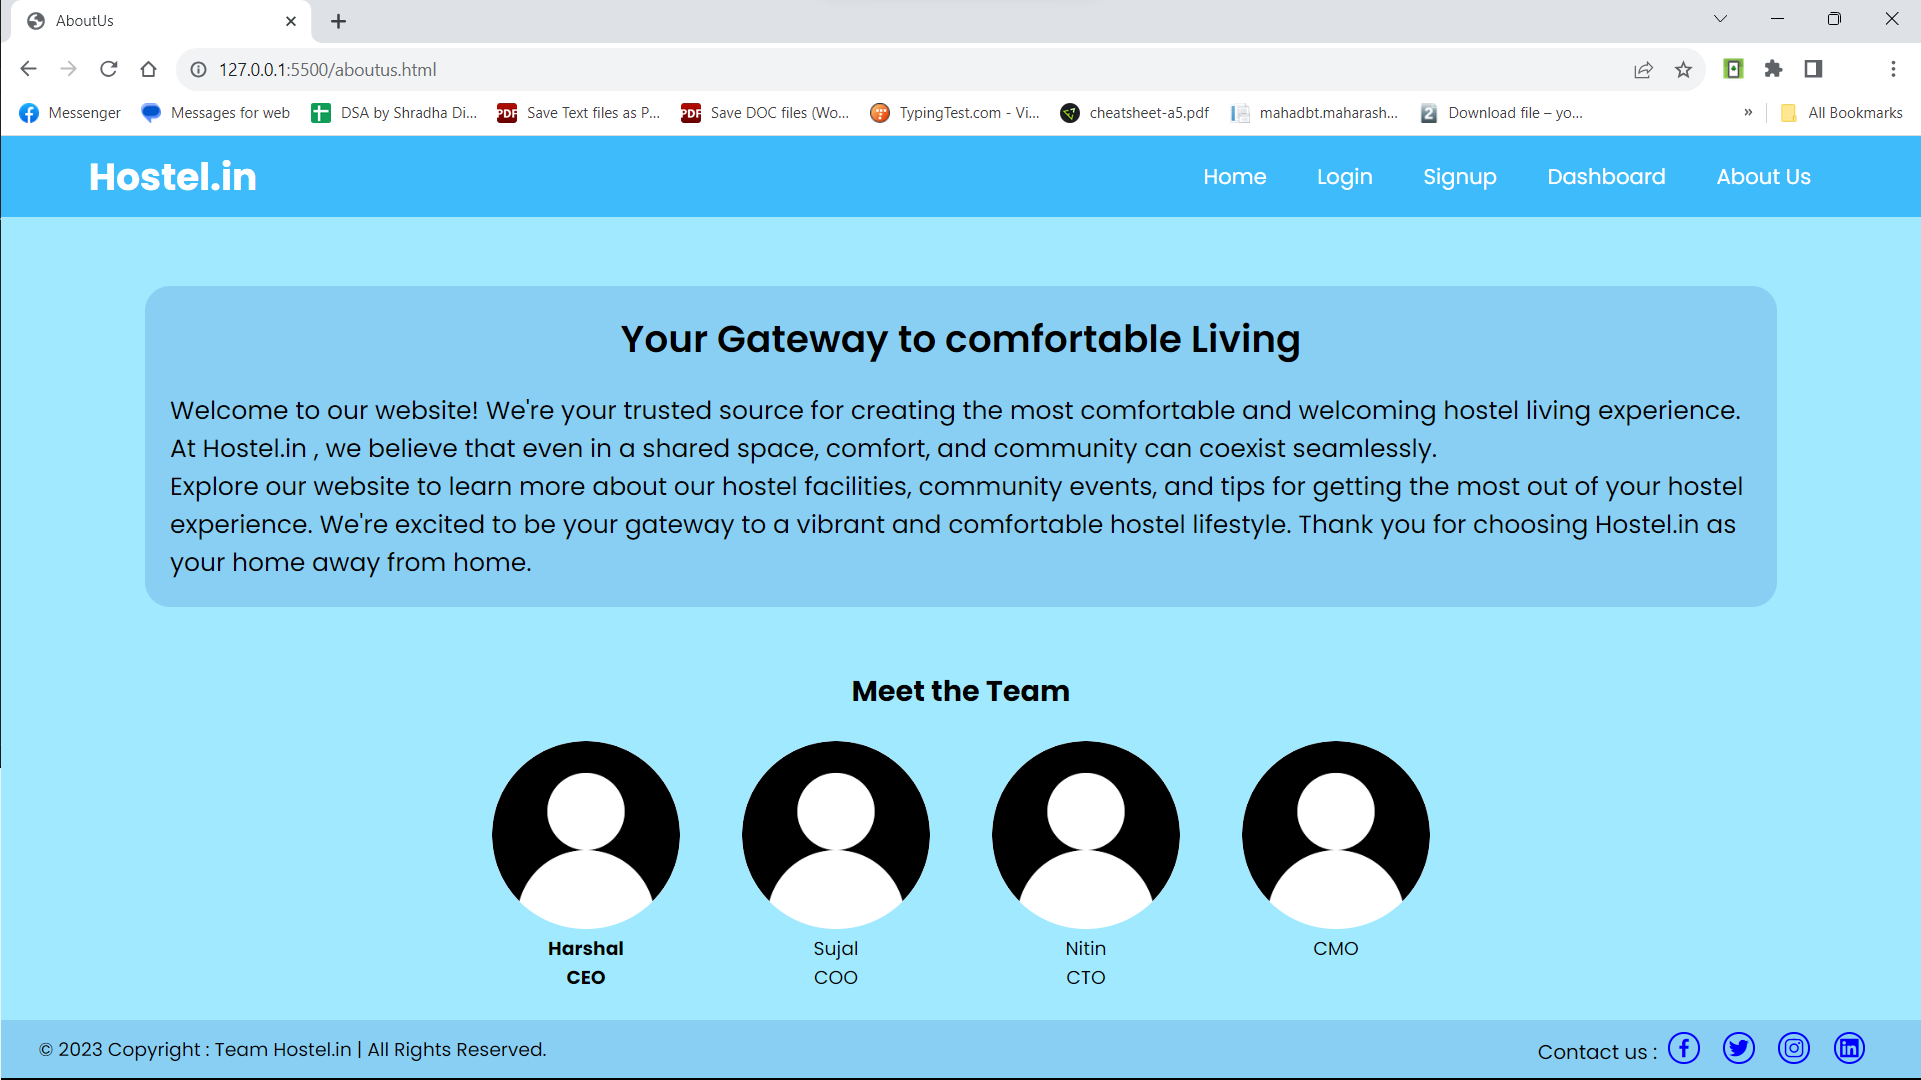 AboutUs
127.0.0.1:5500/aboutus.html
Messenger
Messages for web
DSA by Shradha Di...
PDF
Save Text files as P...
PDF
Save DOC files (Wo...
TypingTest.com - Vi...
cheatsheet-a5.pdf
mahadbt.maharash...
2
Download file – yo...
»
All Bookmarks
Hostel.in
Home
Login
Signup
Dashboard
About Us
Your Gateway to comfortable Living
Welcome to our website! We're your trusted source for creating the most comfortable and welcoming hostel living experience.
At Hostel.in , we believe that even in a shared space, comfort, and community can coexist seamlessly.
Explore our website to learn more about our hostel facilities, community events, and tips for getting the most out of your hostel
experience. We're excited to be your gateway to a vibrant and comfortable hostel lifestyle. Thank you for choosing Hostel.in as
your home away from home.
Meet the Team
Harshal
CEO
Sujal
COO
Nitin
CTO
CMO
© 2023 Copyright : Team Hostel.in | All Rights Reserved.
Contact us :